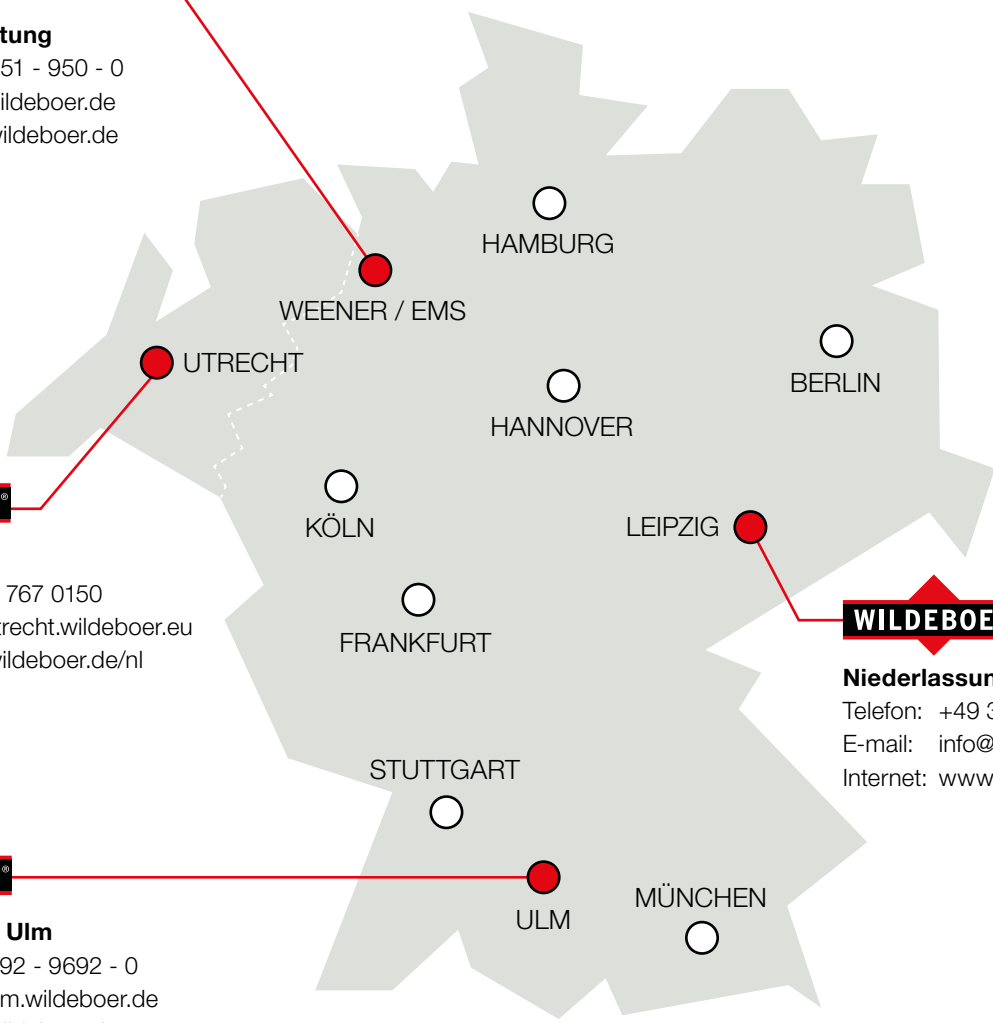 tung
51 - 950 - 0
ildeboer.de
vildeboer.de
HAMBURG
WEENER / EMS
UTRECHT
BERLIN
HANNOVER
®
KÖLN
LEIPZIG
767 0150
trecht.wildeboer.eu
vildeboer.de/nl
FRANKFURT
WILDEBOE
Niederlassun
Telefon: +49 3
E-mail: info@
Internet: www
STUTTGART
®
ULM
MÜNCHEN
Ulm
92 - 9692 - 0
m.wildeboer.de